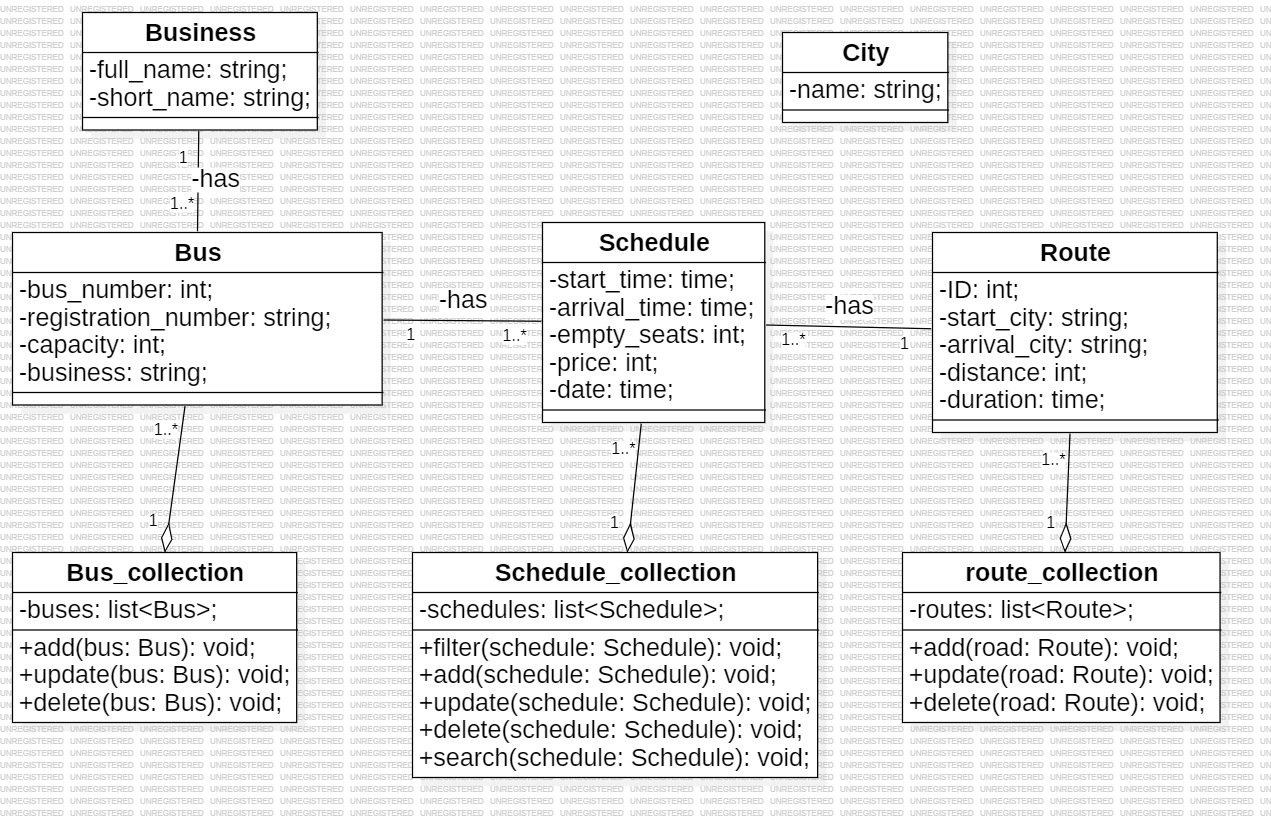 Business
-full_name: string;
-short_name: string;
City
-name: string;
1
-has
1..*
Bus
-bus_number: int;
-registration_number: string;
-capacity: int;
-business: string;
-has
1
1..*
Schedule
-start_time: time;
-arrival_time: time;
-empty_seats: int;
-price: int;
-date: time;
-has
1..*
1
Route
-ID: int;
-start_city: string;
-arrival_city: string;
-distance: int;
-duration: time;
1..*
1
1..*
1
1..*
1
Bus_collection
-buses: list<Bus>;
+add(bus: Bus): void;
+update(bus: Bus): void;
+delete(bus: Bus): void;
Schedule_collection
-schedules: list<Schedule>;
+filter(schedule: Schedule): void;
+add(schedule: Schedule): void;
+update(schedule: Schedule): void;
+delete(schedule: Schedule): void;
+search(schedule: Schedule): void;
route_collection
-routes: list<Route>;
+add(road: Route): void;
+update(road: Route): void;
+delete(road: Route): void;
UNREGISTERED